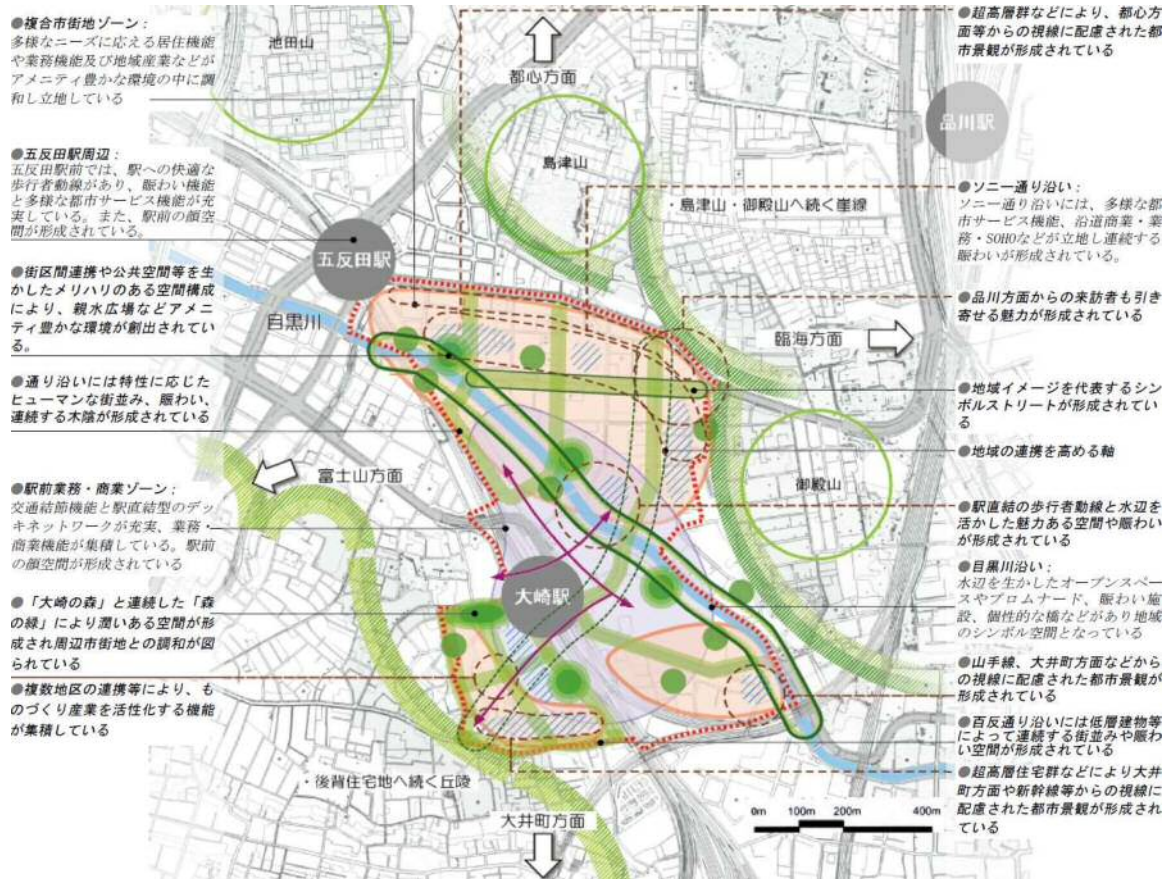 ●複合市街地ゾーン：
多様なニーズに応える居住機能
や業務機能及び地域産業などが
アメニティ豊かな環境の中に調
和し立地している
●五反田駅周辺：
五反田駅前では、駅への快適な
歩行者動線があり、賑わい機能
と多様な都市サービス機能が充
実している。また、駅前の顔空
間が形成されている。
●街区間連携や公共空間等を生
かしたメリハリのある空間構成
により、親水広場などアメニ
ティ豊かな環境が創出されてい
る。
●通り沿いには特性に応じた
ヒューマンな街並み、賑わい、
連続する木陰が形成されている
●駅前業務・商業ゾーン：
交通結節機能と駅直結型のデッ
キネットワークが充実、業務・
商業機能が集積している。駅前
の顔空間が形成されている
●「大崎の森」と連続した「森
の緑」により潤いある空間が形
成され周辺市街地との調和が図
られている
●複数地区の連携等により、も
のづくり産業を活性化する機能
が集積している
池田山
都心方面
島津山
品川駅
・島津山・御殿山へ続く崖線
五反田駅
目黒川
臨海方面
富士山方面
御殿山
大崎駅
・後背住宅地へ続く丘陵
大井町方面
0m 100m 200m 400m
●超高層群などにより、都心方
面等からの視線に配慮された都
市景観が形成されている
●ソニー通り沿い：
ソニー通り沿いには、多様な都
市サービス機能、沿道商業・業
務・SOHOなどが立地し連続する
賑わいが形成されている。
●品川方面からの来訪者も引き
寄せる魅力が形成されている
●地域イメージを代表するシン
ボルストリートが形成されてい
る
●地域の連携を高める軸
●駅直結の歩行者動線と水辺を
活かした魅力ある空間や賑わい
が形成されている
●目黒川沿い：
水辺を生かしたオープンスペー
スやプロムナード、賑わい施
設、個性的な橋などがあり地域
のシンボル空間となっている
●山手線、大井町方面などから
の視線に配慮された都市景観が
形成されている
●百反通り沿いには低層建物等
によって連続する街並みや賑わ
い空間が形成されている
●超高層住宅群などにより大井
町方面や新幹線等からの視線に
配慮された都市景観が形成され
ている